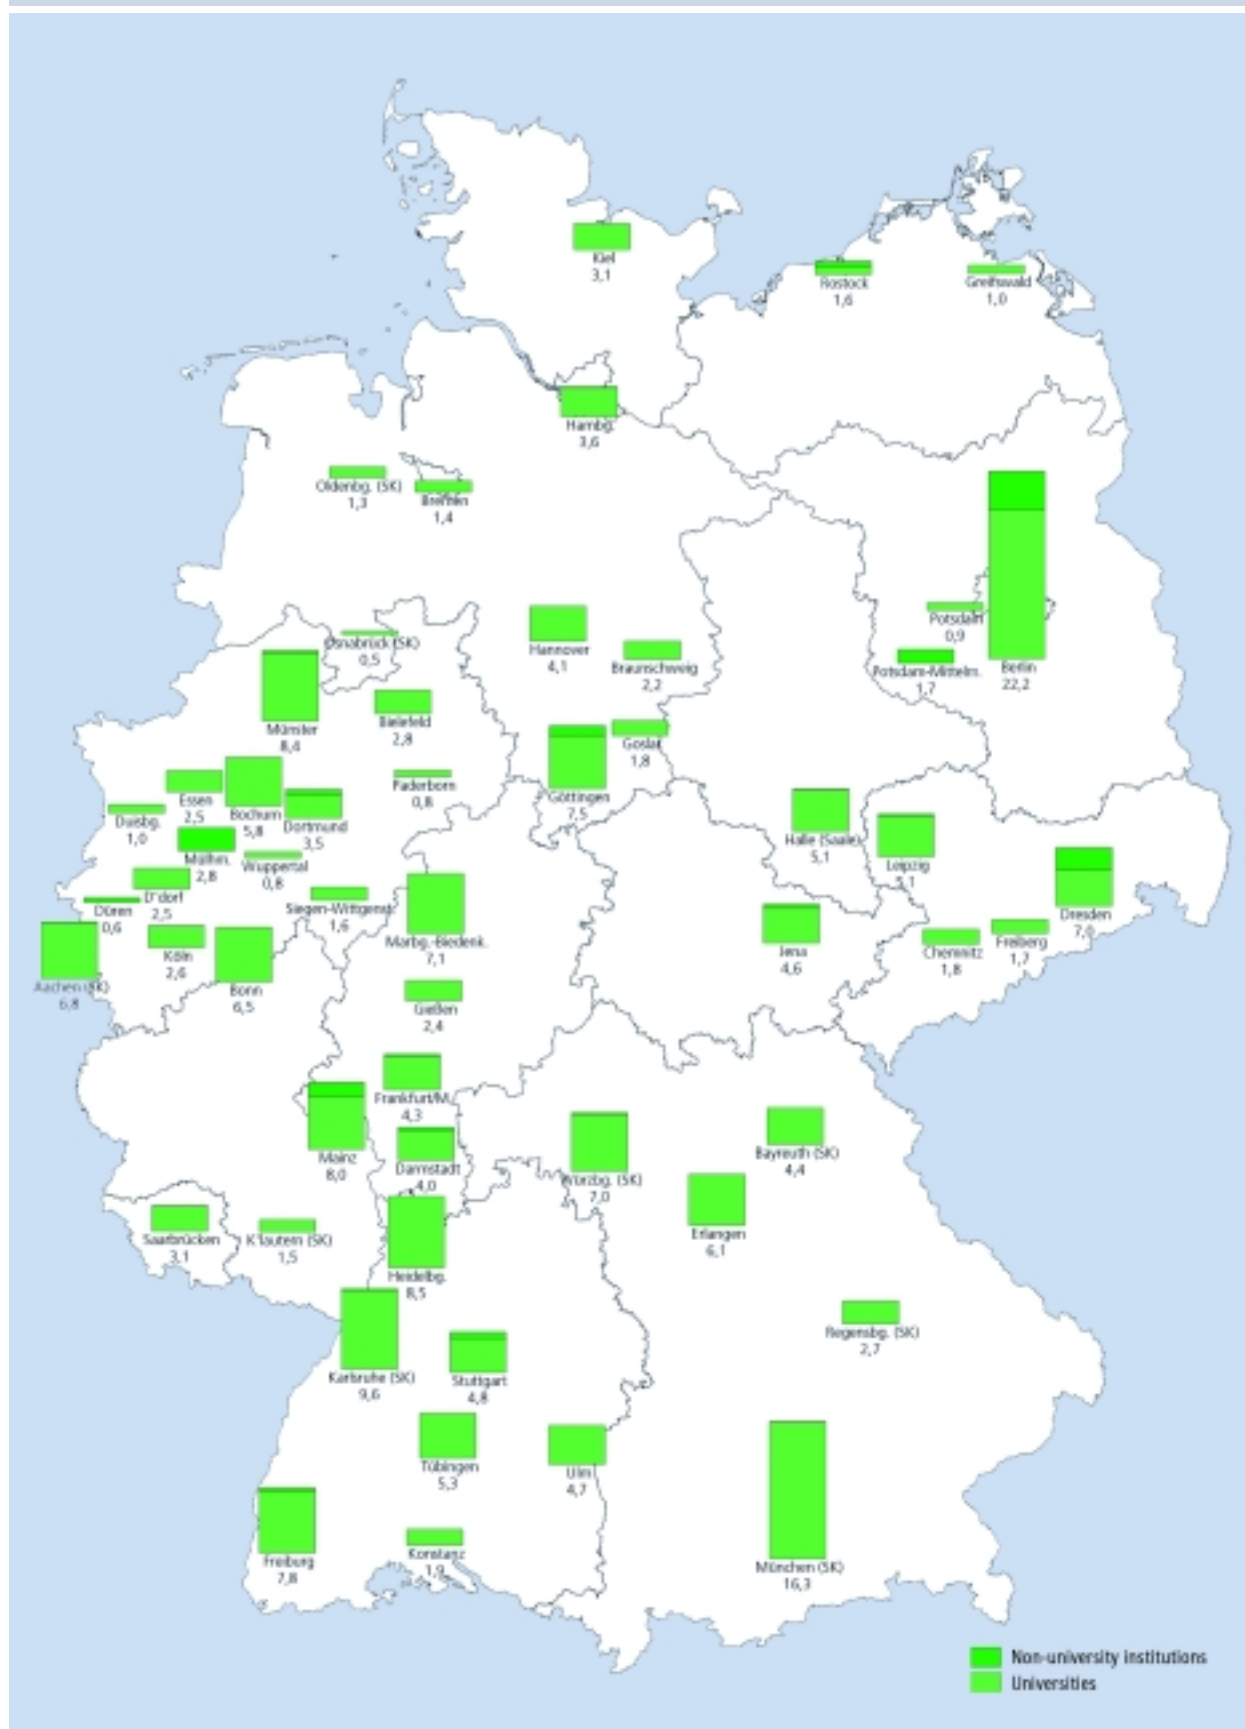 Kiel
3,1
Rostock
1,6
Greifswald
1,0
Hambg.
3,6
Oldenbg. (SK)
1,3
Bremen
1,4
Potsdam
0,9
Osnabrück (SK)
0,5
Hannover
4,1
Braunschweig
2,2
Potsdam-Mittelm.
1,7
Berlin
22,2
Münster
8,4
Bielefeld
2,8
Goslar
1,8
Göttingen
7,5
Essen
2,5
Bochum
5,8
Paderborn
0,8
Duisbg.
1,0
Dortmund
3,5
Halle (Saale)
5,1
Mülhm.
2,8
Wuppertal
0,8
Leipzig
5,1
D'dorf
2,5
Düren
0,6
Siegen-Wittgenst.
1,6
Dresden
7,0
Marbg.-Biedenk.
7,1
Jena
4,6
Chemnitz
1,8
Freiberg
1,7
Köln
2,6
Aachen (SK)
6,8
Bonn
6,5
Gießen
2,4
Frankfurt/M.
4,3
Mainz
8,0
Darmstadt
4,0
Würzbg. (SK)
7,0
Bayreuth (SK)
4,4
Saarbrücken
3,1
K'lautern (SK)
1,5
Erlangen
6,1
Heidelbg.
8,5
Regensbg. (SK)
2,7
Karlsruhe (SK)
9,6
Stuttgart
4,8
Tübingen
5,3
Ulm
4,7
Freiburg
7,8
Konstanz
1,9
München (SK)
16,3
Non-university institutions
Universities